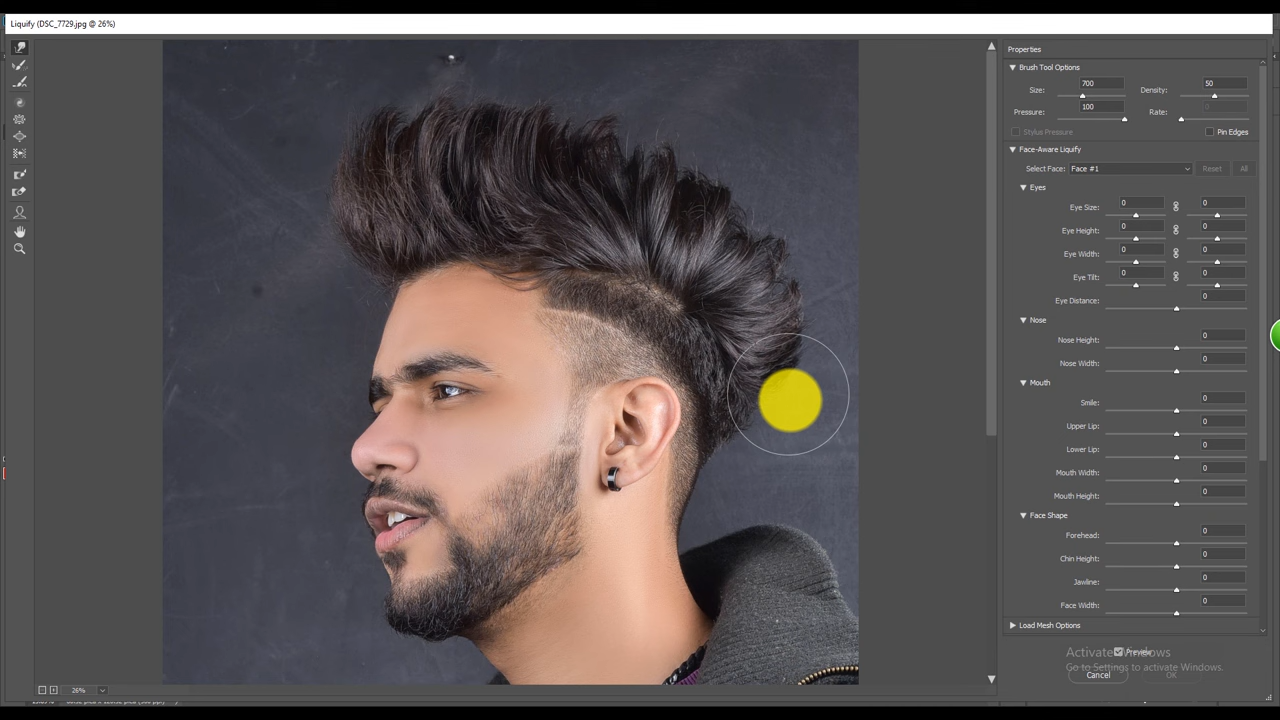 Liquify (DSC_7729.jpg @ 26%)
Properties
Brush Tool Options
Size: 700 Density: 50
Pressure: 100 Rate: 0
Stylus Pressure Pin Edges
Face-Aware Liquify
Select Face: Face #1 Reset All
Eyes
Eye Size: 0 0
Eye Height: 0 0
Eye Width: 0 0
Eye Tilt: 0 0
Eye Distance: 0
Nose
Nose Height: 0
Nose Width: 0
Mouth
Smile: 0
Upper Lip: 0
Lower Lip: 0
Mouth Width: 0
Mouth Height: 0
Face Shape
Forehead: 0
Chin Height: 0
Jawline: 0
Face Width: 0
Load Mesh Options
Preview
Activate Windows
Go to Settings to activate Windows.
Cancel OK
26%